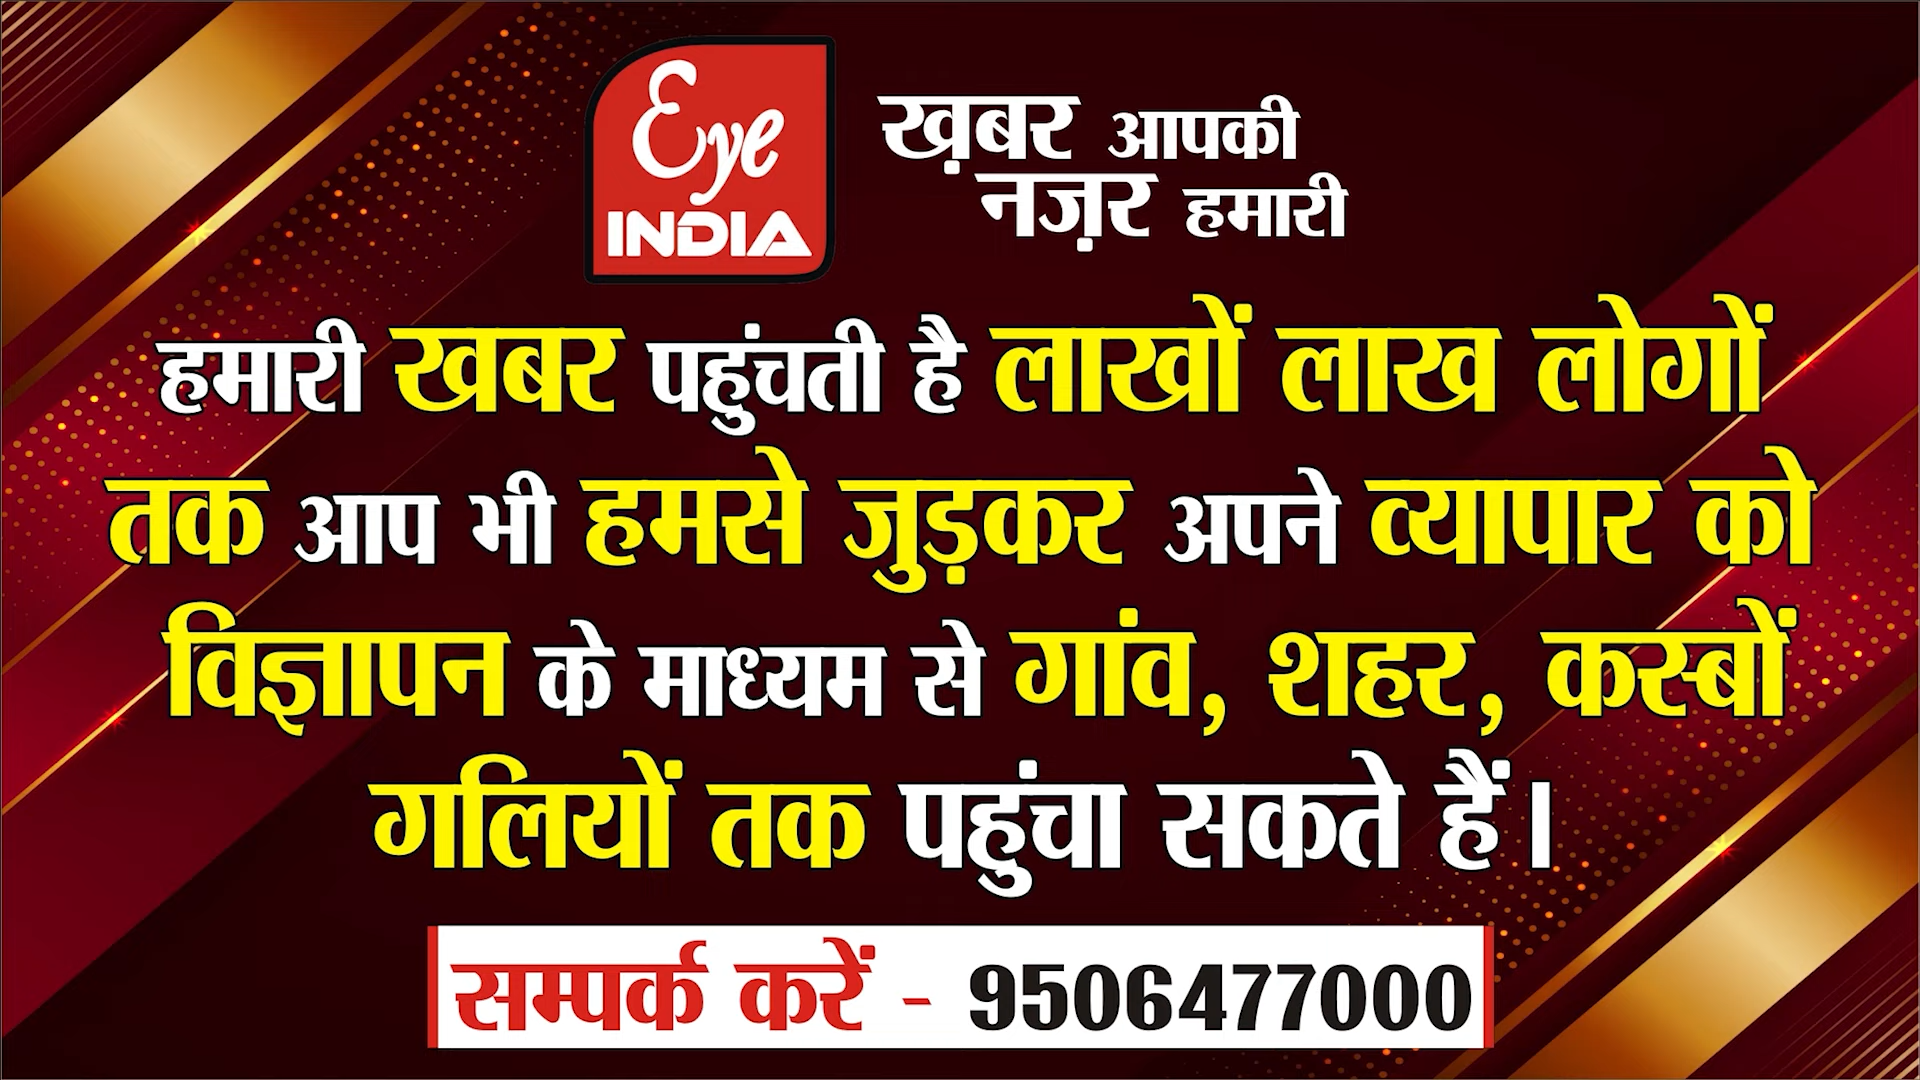 Eye
INDIA
ख़बर आपकी
नज़र हमारी
हमारी खबर पहुंचती है लाखों लाख लोगों
तक आप भी हमसे जुड़कर अपने व्यापार को
विज्ञापन के माध्यम से गांव, शहर, कस्बों
गलियों तक पहुंचा सकते हैं।
सम्पर्क करें - 9506477000